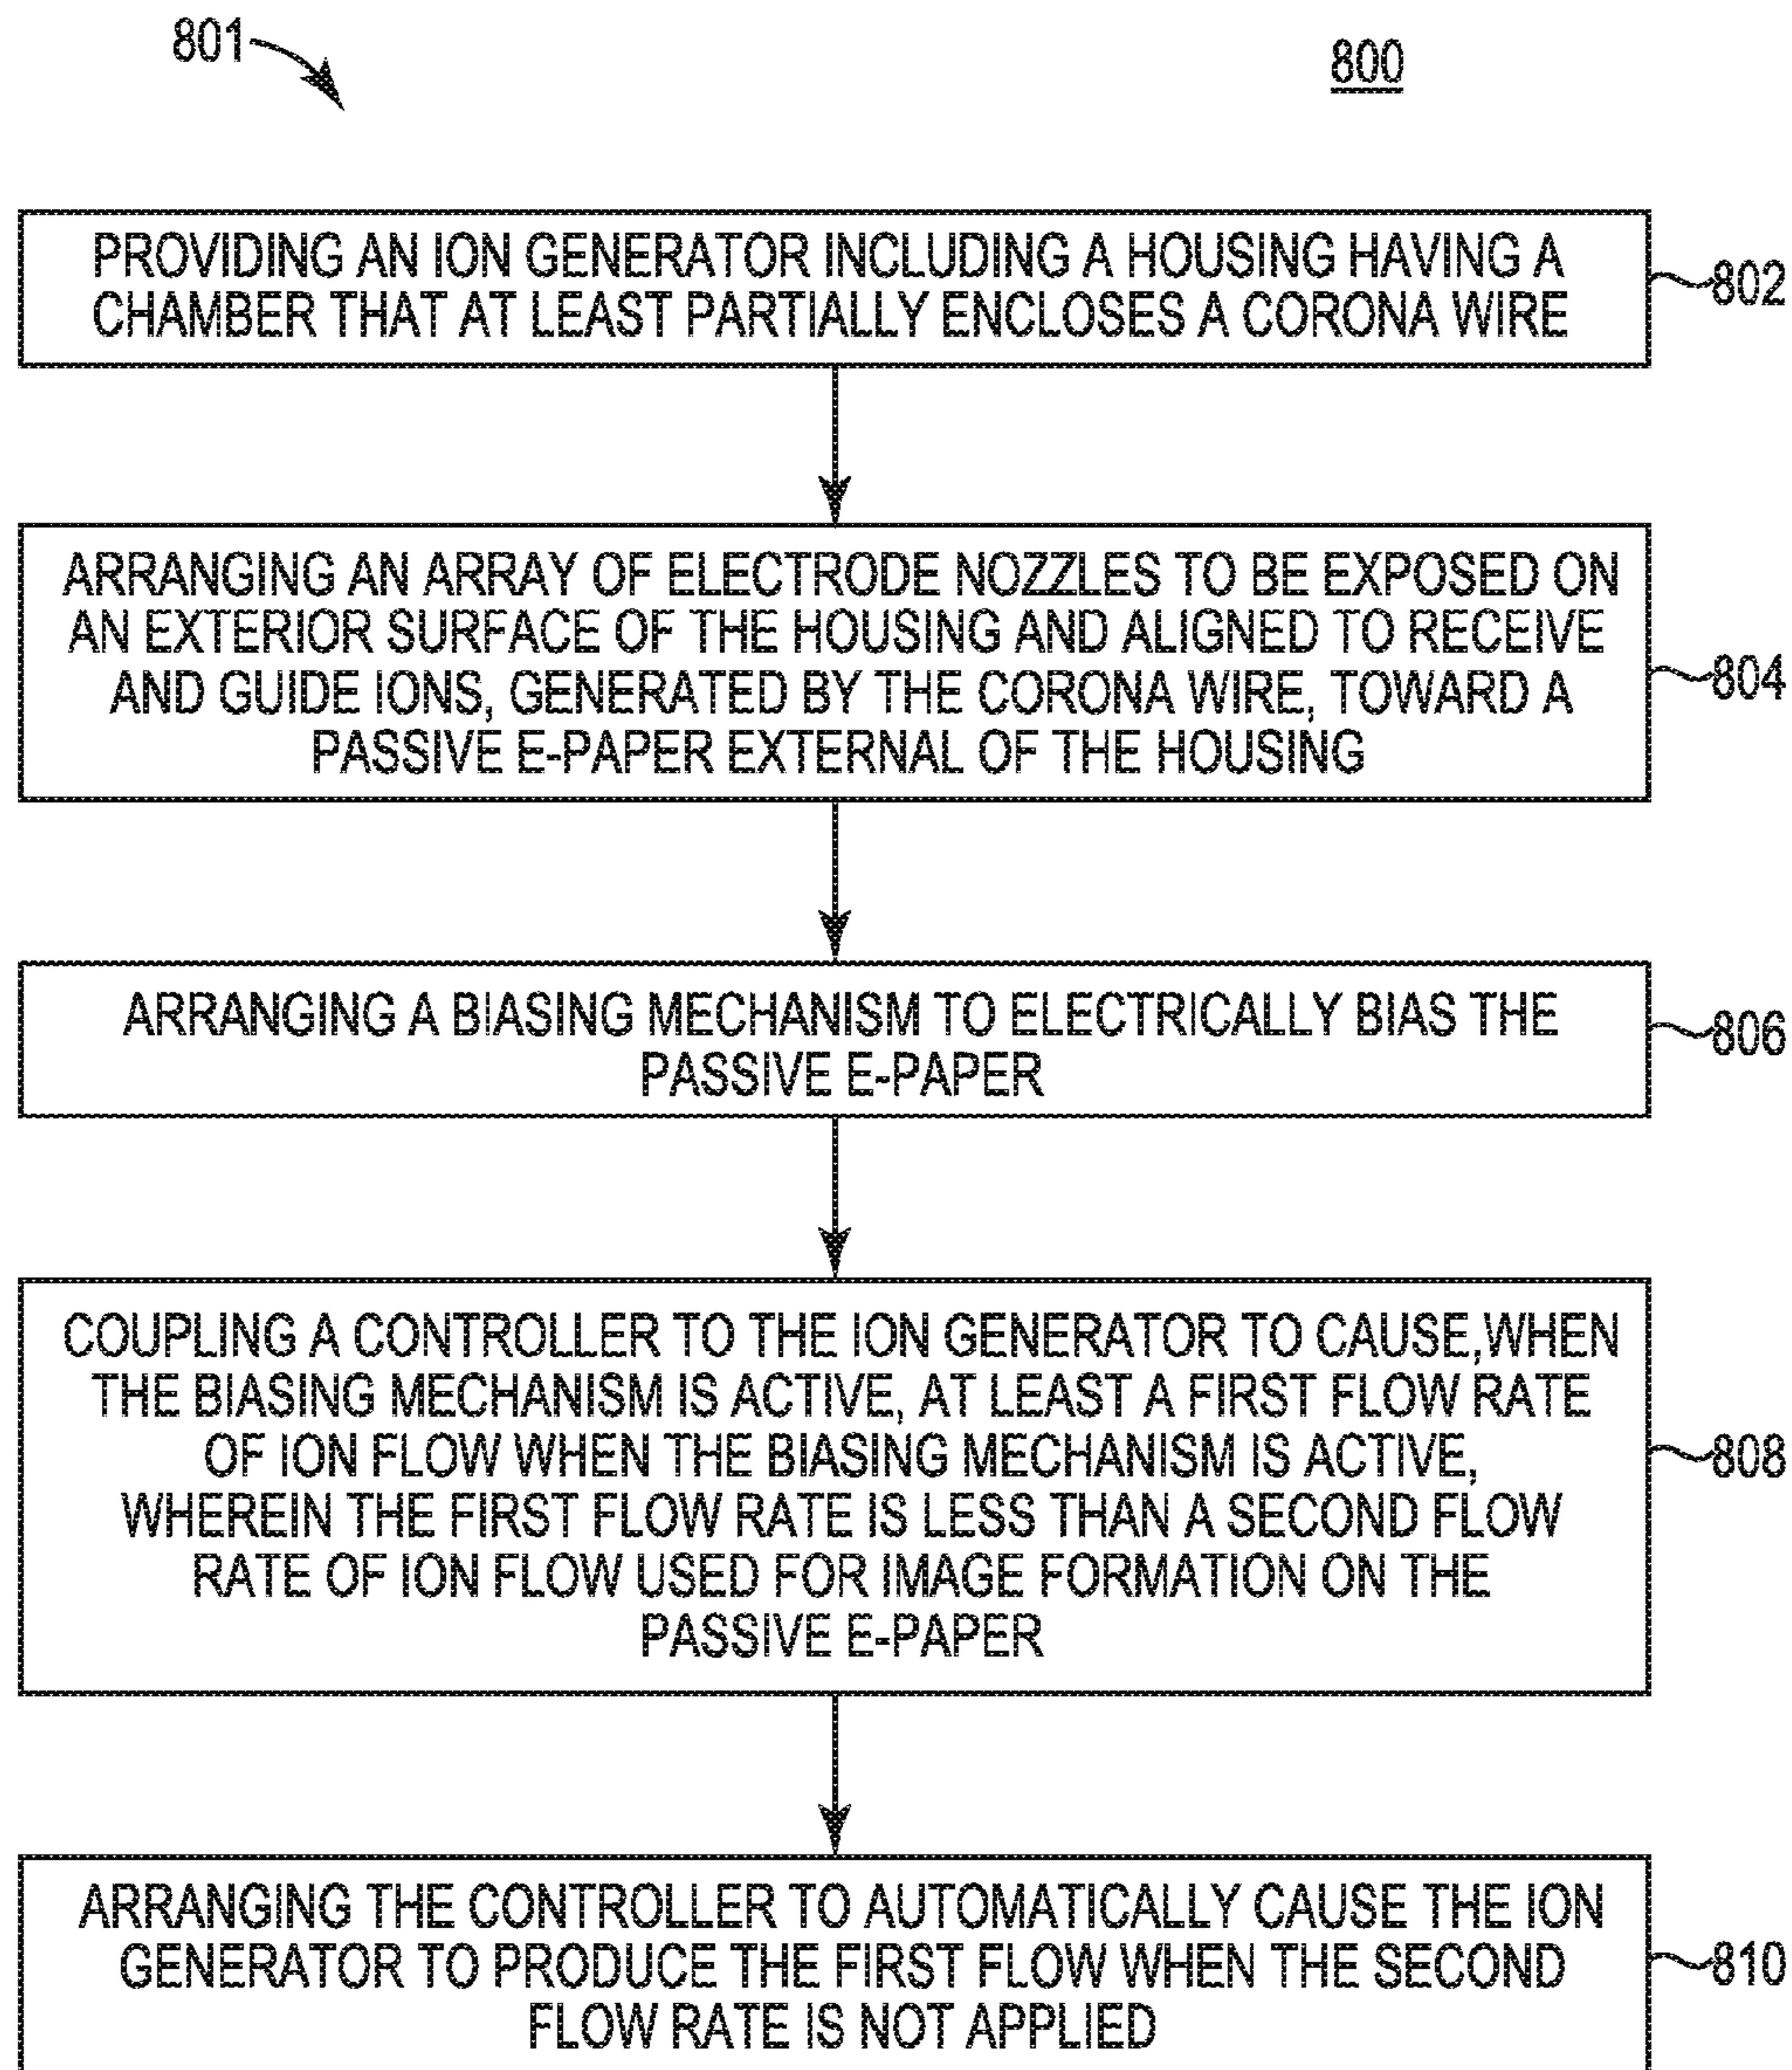 801
800
PROVIDING AN ION GENERATOR INCLUDING A HOUSING HAVING A
CHAMBER THAT AT LEAST PARTIALLY ENCLOSES A CORONA WIRE
802
ARRANGING AN ARRAY OF ELECTRODE NOZZLES TO BE EXPOSED ON
AN EXTERIOR SURFACE OF THE HOUSING AND ALIGNED TO RECEIVE
AND GUIDE IONS, GENERATED BY THE CORONA WIRE, TOWARD A
PASSIVE E-PAPER EXTERNAL OF THE HOUSING
804
ARRANGING A BIASING MECHANISM TO ELECTRICALLY BIAS THE
PASSIVE E-PAPER
806
COUPLING A CONTROLLER TO THE ION GENERATOR TO CAUSE,WHEN
THE BIASING MECHANISM IS ACTIVE, AT LEAST A FIRST FLOW RATE
OF ION FLOW WHEN THE BIASING MECHANISM IS ACTIVE,
WHEREIN THE FIRST FLOW RATE IS LESS THAN A SECOND FLOW
RATE OF ION FLOW USED FOR IMAGE FORMATION ON THE
PASSIVE E-PAPER
808
ARRANGING THE CONTROLLER TO AUTOMATICALLY CAUSE THE ION
GENERATOR TO PRODUCE THE FIRST FLOW WHEN THE SECOND
FLOW RATE IS NOT APPLIED
810